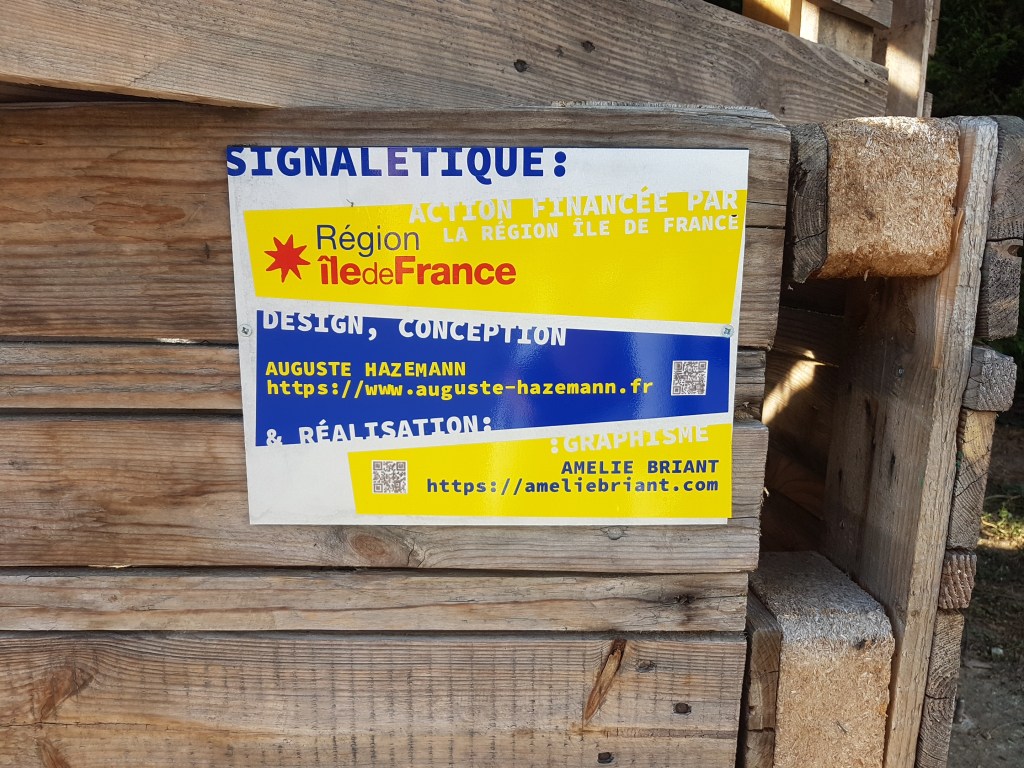 SIGNALETIQUE:
ACTION FINANCÉE PAR
LA RÉGION ÎLE DE FRANCE
Région
îledeFrance
DESIGN, CONCEPTION
AUGUSTE HAZEMANN
https://www.auguste-hazemann.fr
& RÉALISATION:
:GRAPHISME
AMELIE BRIANT
https://ameliebriant.com